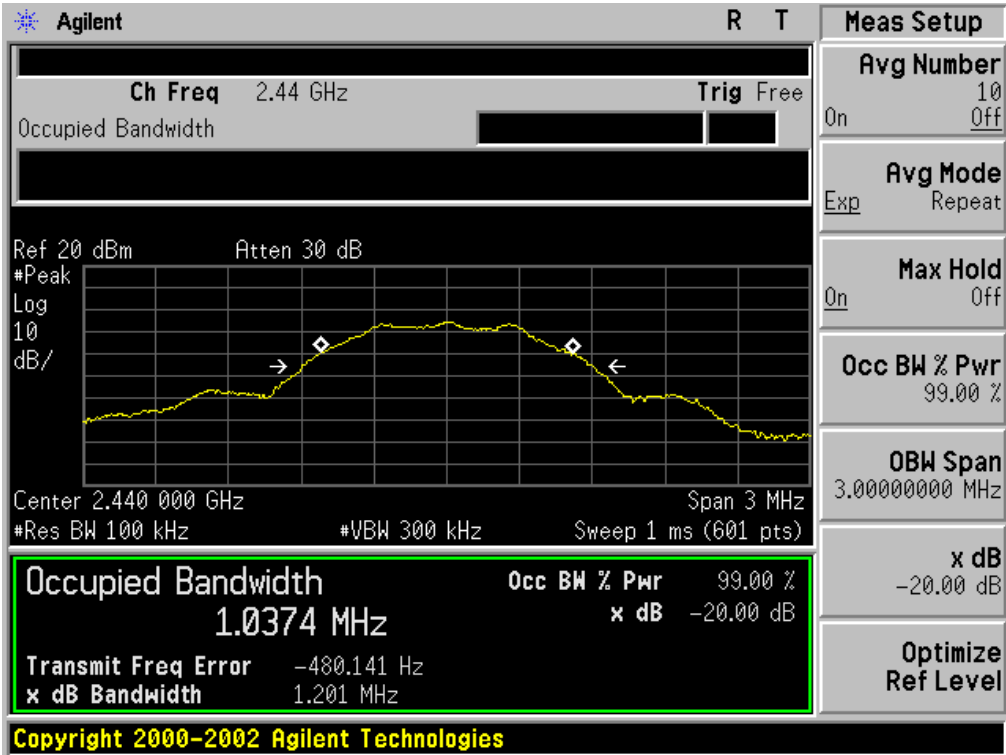 Agilent R T
Meas Setup
Ch Freq 2.44 GHz Trig Free
Occupied Bandwidth
Avg Number
10
On Off
Avg Mode
Exp Repeat
Max Hold
On Off
Occ BW % Pwr
99.00 %
OBW Span
3.00000000 MHz
x dB
-20.00 dB
Optimize
Ref Level
Ref 20 dBm Atten 30 dB
#Peak
Log
10
dB/
Center 2.440 000 GHz Span 3 MHz
#Res BW 100 kHz #VBW 300 kHz Sweep 1 ms (601 pts)
Occupied Bandwidth
1.0374 MHz
Occ BW % Pwr 99.00 %
x dB -20.00 dB
Transmit Freq Error -480.141 Hz
x dB Bandwidth 1.201 MHz
Copyright 2000-2002 Agilent Technologies